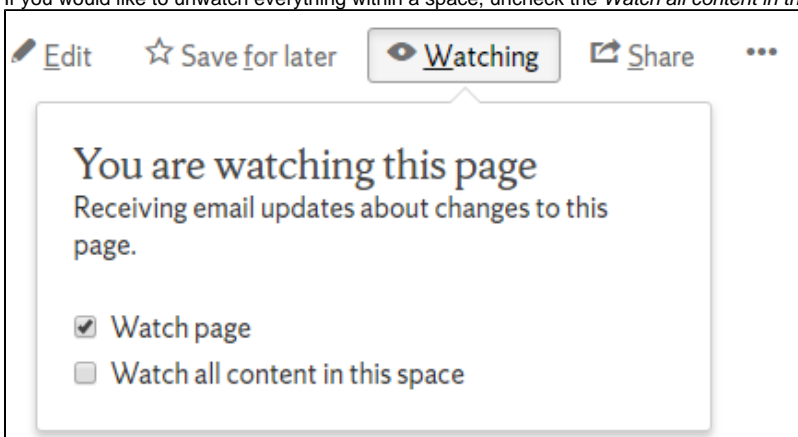 If you would like to unwatch everything within a space, uncheck the Watch all content in
Edit Save for later Watching Share •••
You are watching this page
Receiving email updates about changes to this
page.
Watch page
Watch all content in this space